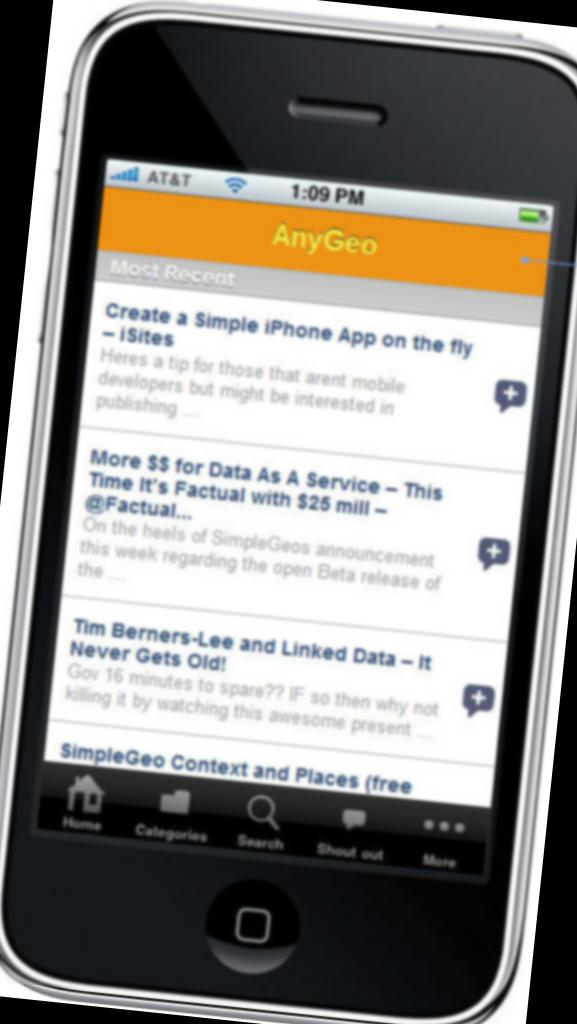 AT&T 1:09 PM
AnyGeo
Most Recent
Create a Simple iPhone App on the fly
– iSites
Heres a tip for those that arent mobile
developers but might be interested in
publishing ...
More $$ for Data As A Service – This
Time It's Factual with $25 mill –
@Factual...
On the heels of SimpleGeos announcement
this week regarding the open Beta release of
the ...
Tim Berners-Lee and Linked Data – It
Never Gets Old!
Gov 16 minutes to spare?? IF so then why not
killing it by watching this awesome present ...
SimpleGeo Context and Places (free
Home Categories Search Shout out More